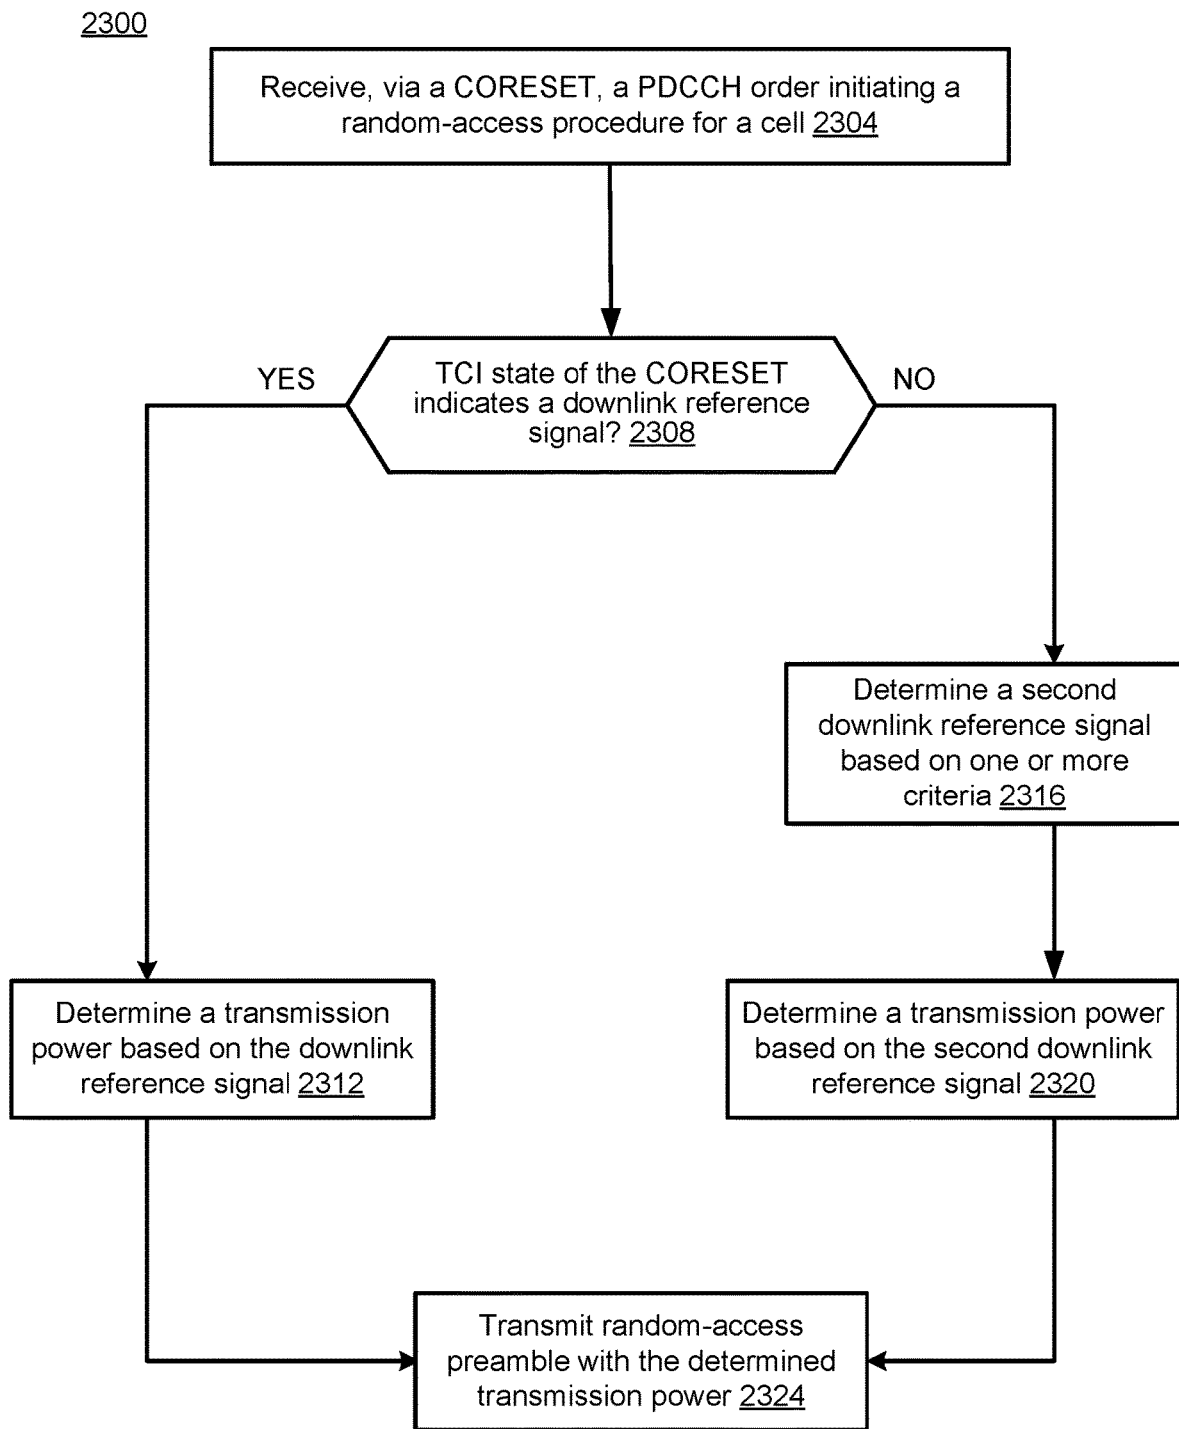 2300
Receive, via a CORESET, a PDCCH order initiating a
random-access procedure for a cell 2304
YES
TCI state of the CORESET
indicates a downlink reference
signal? 2308
NO
Determine a second
downlink reference signal
based on one or more
criteria 2316
Determine a transmission
power based on the downlink
reference signal 2312
Determine a transmission power
based on the second downlink
reference signal 2320
Transmit random-access
preamble with the determined
transmission power 2324